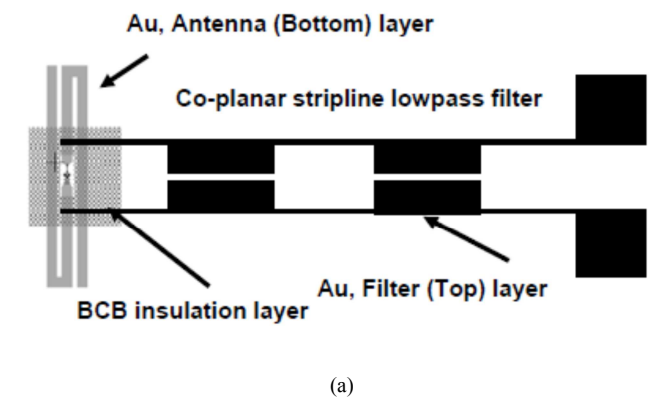 Au, Antenna (Bottom) layer
Co-planar stripline lowpass filter
Au, Filter (Top) layer
BCB insulation layer
(a)